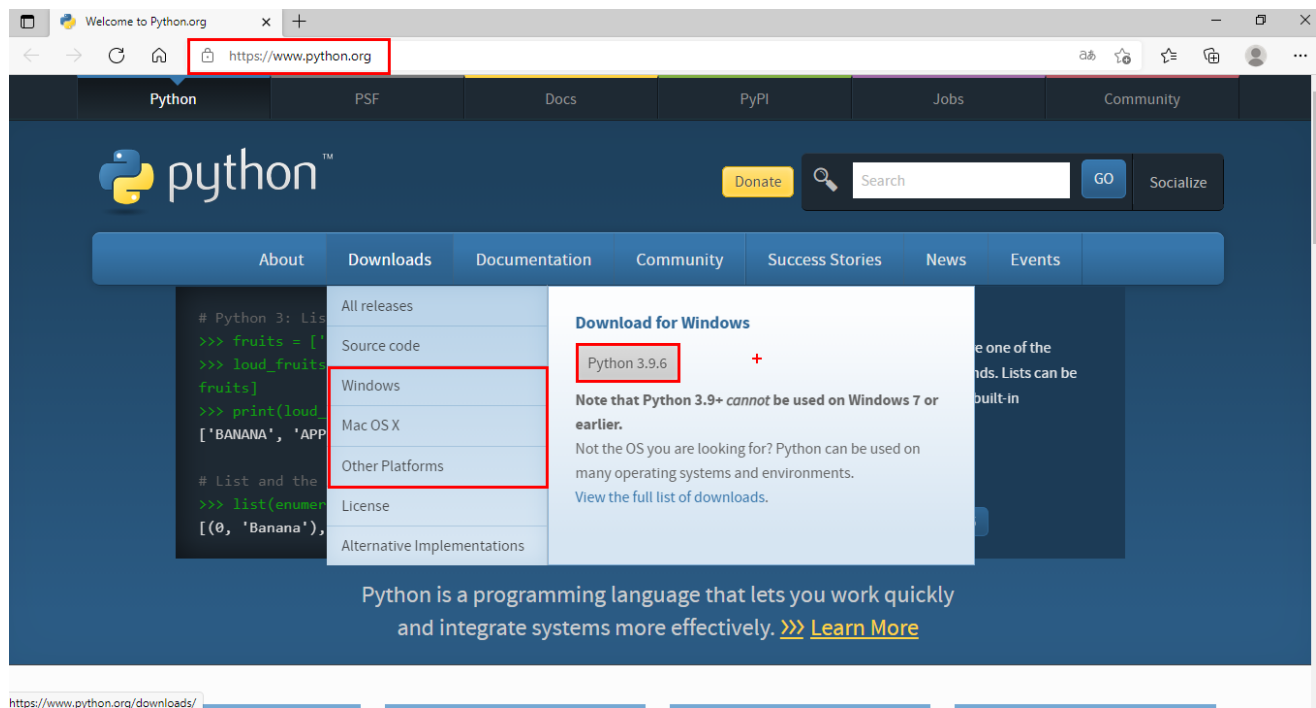 Welcome to Python.org
https://www.python.org
Python
PSF
Docs
PyPI
Jobs
Community
python™
Donate
Search
GO
Socialize
About
Downloads
Documentation
Community
Success Stories
News
Events
All releases
Source code
Windows
Mac OS X
Other Platforms
License
Alternative Implementations
Download for Windows
Python 3.9.6
Note that Python 3.9+ cannot be used on Windows 7 or
earlier.
Not the OS you are looking for? Python can be used on
many operating systems and environments.
View the full list of downloads.
# Python 3: Lis
>>> fruits = ['
>>> loud_fruits
fruits]
>>> print(loud_
['BANANA', 'APP
# List and the
>>> list(enumer
[(0, 'Banana'),
e one of the
ds. Lists can be
built-in
Python is a programming language that lets you work quickly
and integrate systems more effectively. >>> Learn More
https://www.python.org/downloads/